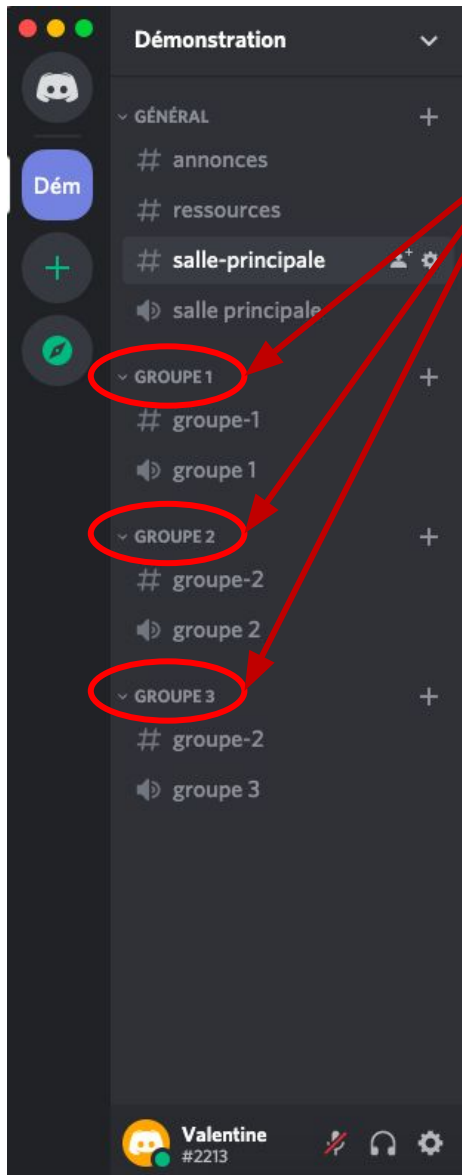 Démonstration
GÉNÉRAL
# annonces
Dém
# ressources
# salle-principale
salle principale
GROUPE 1
# groupe-1
groupe 1
GROUPE 2
# groupe-2
groupe 2
GROUPE 3
# groupe-2
groupe 3
Valentine
#2213